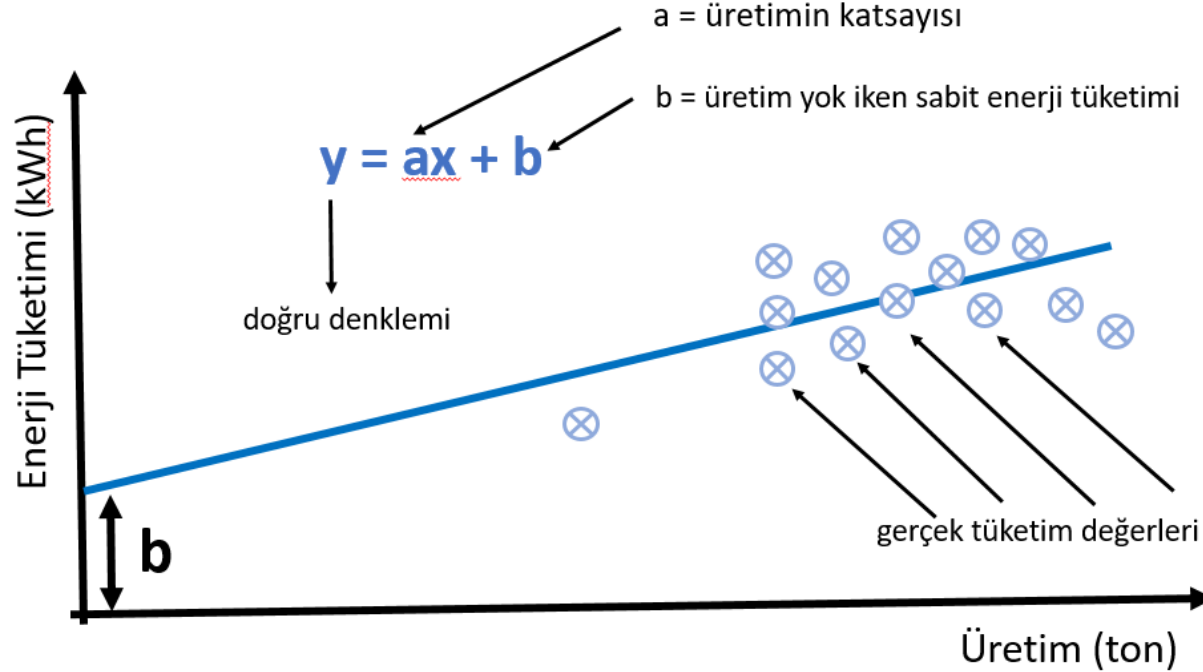 a = üretimin katsayısı
b = üretim yok iken sabit enerji tüketimi
y = ax + b
doğru denklemi
Enerji Tüketimi (kWh)
b
gerçek tüketim değerleri
Üretim (ton)